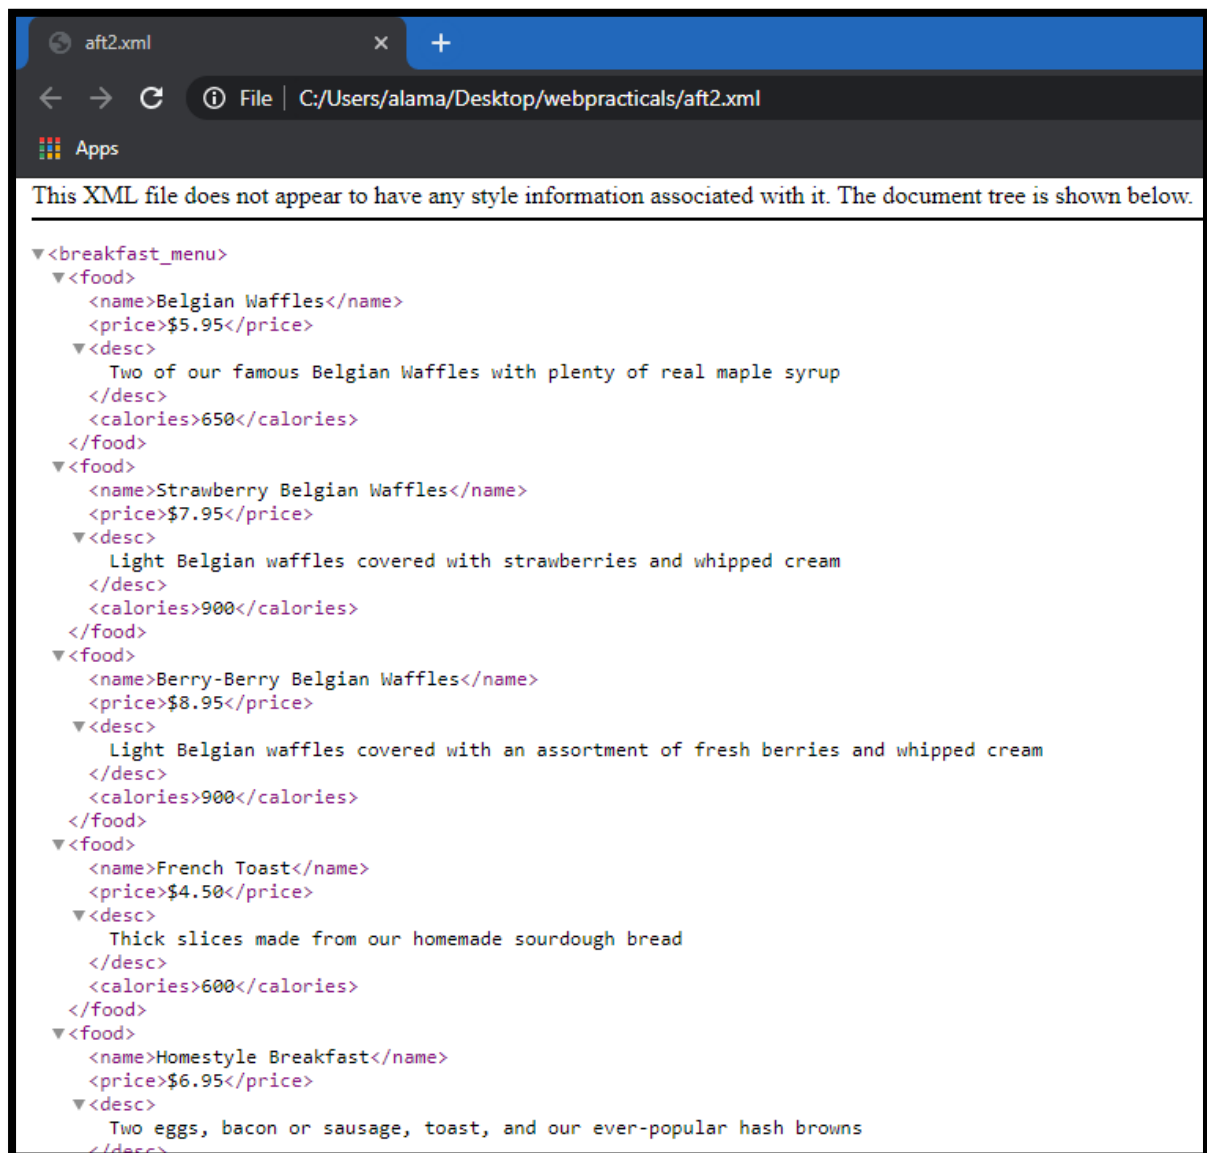 aft2.xml
File | C:/Users/alama/Desktop/webpracticals/aft2.xml
Apps
This XML file does not appear to have any style information associated with it. The document tree is shown below.
▼<breakfast_menu>
▼<food>
<name>Belgian Waffles</name>
<price>$5.95</price>
▼<desc>
Two of our famous Belgian Waffles with plenty of real maple syrup
</desc>
<calories>650</calories>
</food>
▼<food>
<name>Strawberry Belgian Waffles</name>
<price>$7.95</price>
▼<desc>
Light Belgian waffles covered with strawberries and whipped cream
</desc>
<calories>900</calories>
</food>
▼<food>
<name>Berry-Berry Belgian Waffles</name>
<price>$8.95</price>
▼<desc>
Light Belgian waffles covered with an assortment of fresh berries and whipped cream
</desc>
<calories>900</calories>
</food>
▼<food>
<name>French Toast</name>
<price>$4.50</price>
▼<desc>
Thick slices made from our homemade sourdough bread
</desc>
<calories>600</calories>
</food>
▼<food>
<name>Homestyle Breakfast</name>
<price>$6.95</price>
▼<desc>
Two eggs, bacon or sausage, toast, and our ever-popular hash browns
</desc>